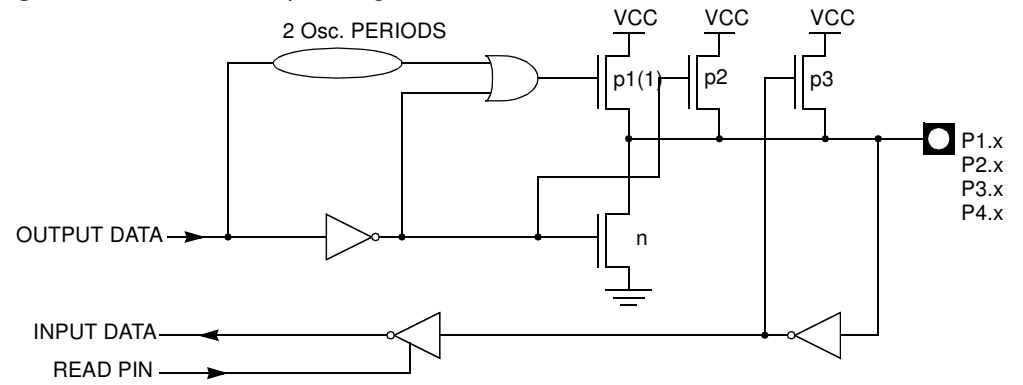 2 Osc. PERIODS
VCC
VCC
VCC
p1(1)
p2
p3
P1.x
P2.x
P3.x
P4.x
OUTPUT DATA
n
INPUT DATA
READ PIN